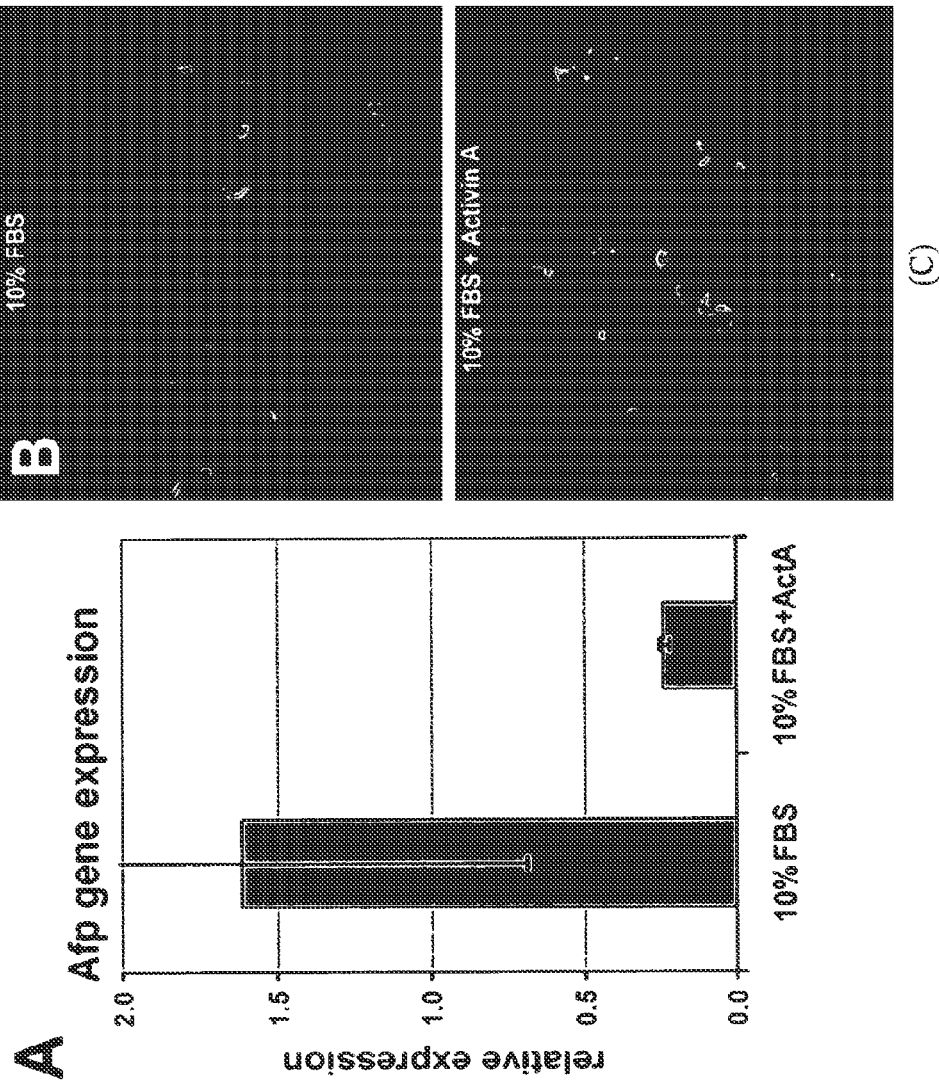 A
Afp gene expression
relative expression
2.0
1.5
1.0
0.5
0.0
10%FBS
10%FBS+ActA
B
10% FBS
10% FBS + Activin A
(C)